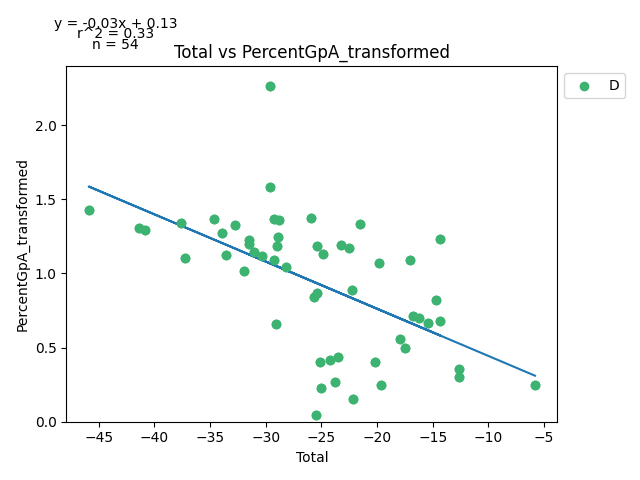 y = -0.03x + 0.13
r^2 = 0.33
n = 54
Total vs PercentGpA_transformed
D
PercentGpA_transformed
2.0
1.5
1.0
0.5
0.0
−45 −40 −35 −30 −25 −20 −15 −10 −5
Total